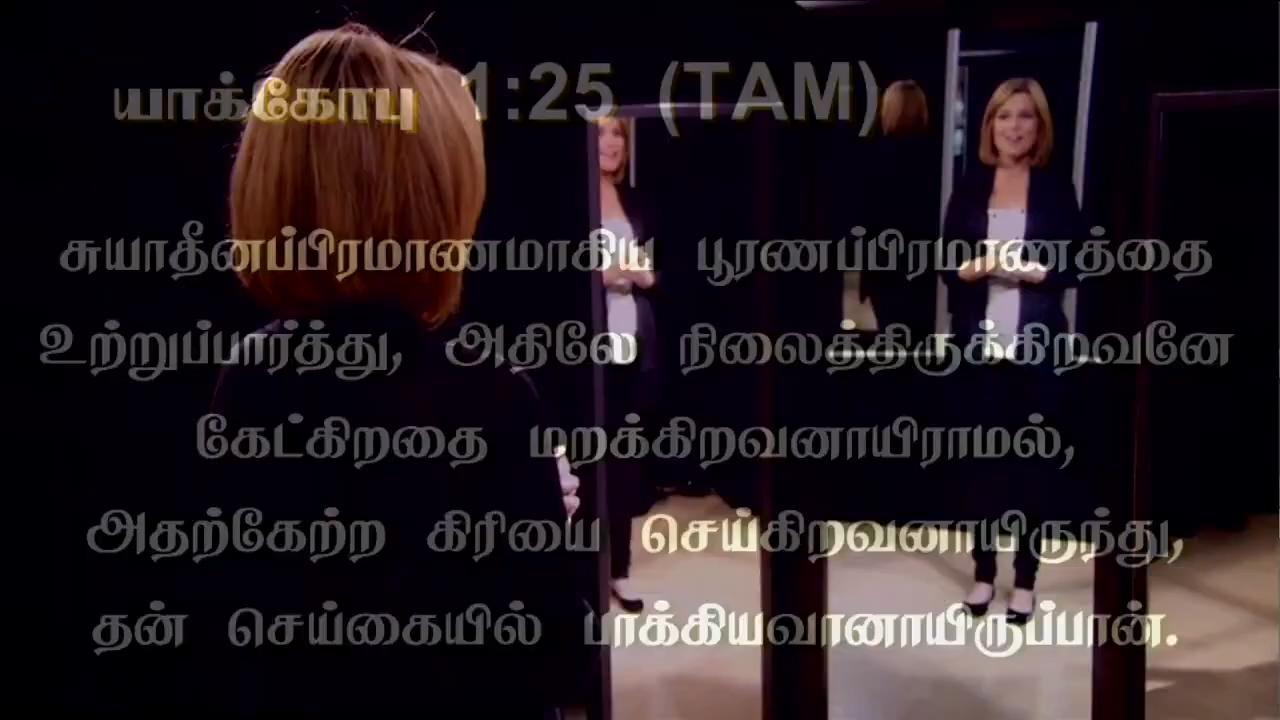 யாக்கோபு 1:25 (TAM)
சுயாதீனப்பிரமாணமாகிய பூரணப்பிரமாணத்தை
உற்றுப்பார்த்து, அதிலே நிலைத்திருக்கிறவனே
கேட்கிறதை மறக்கிறவனாயிராமல்,
அதற்கேற்ற கிரியை செய்கிறவனாயிருந்து,
தன் செய்கையில் பாக்கியவானாயிருப்பான்.